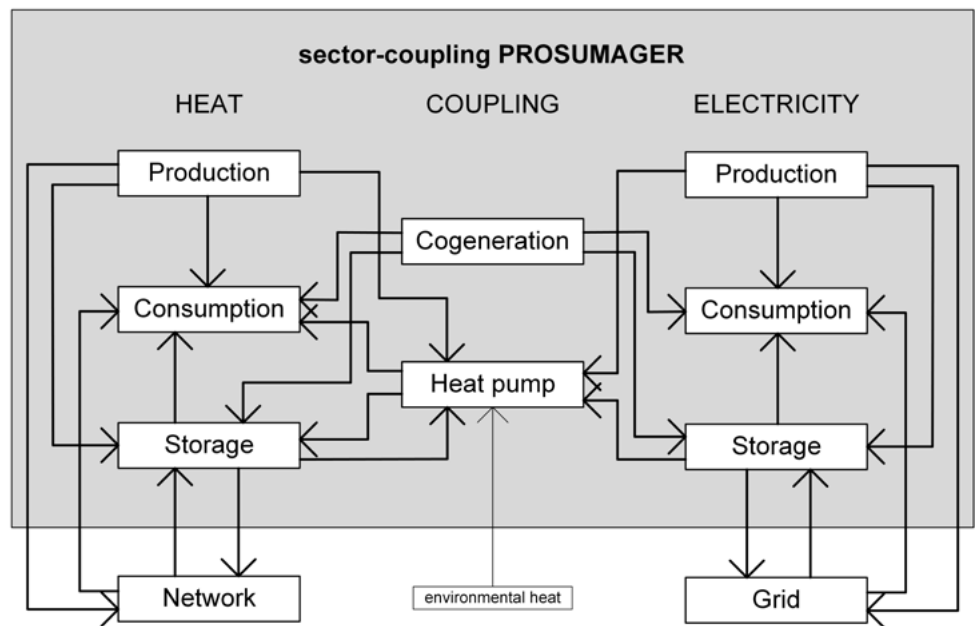 sector-coupling PROSUMAGER
HEAT
COUPLING
ELECTRICITY
Production
Production
Cogeneration
Consumption
Consumption
Heat pump
Storage
Storage
Network
environmental heat
Grid